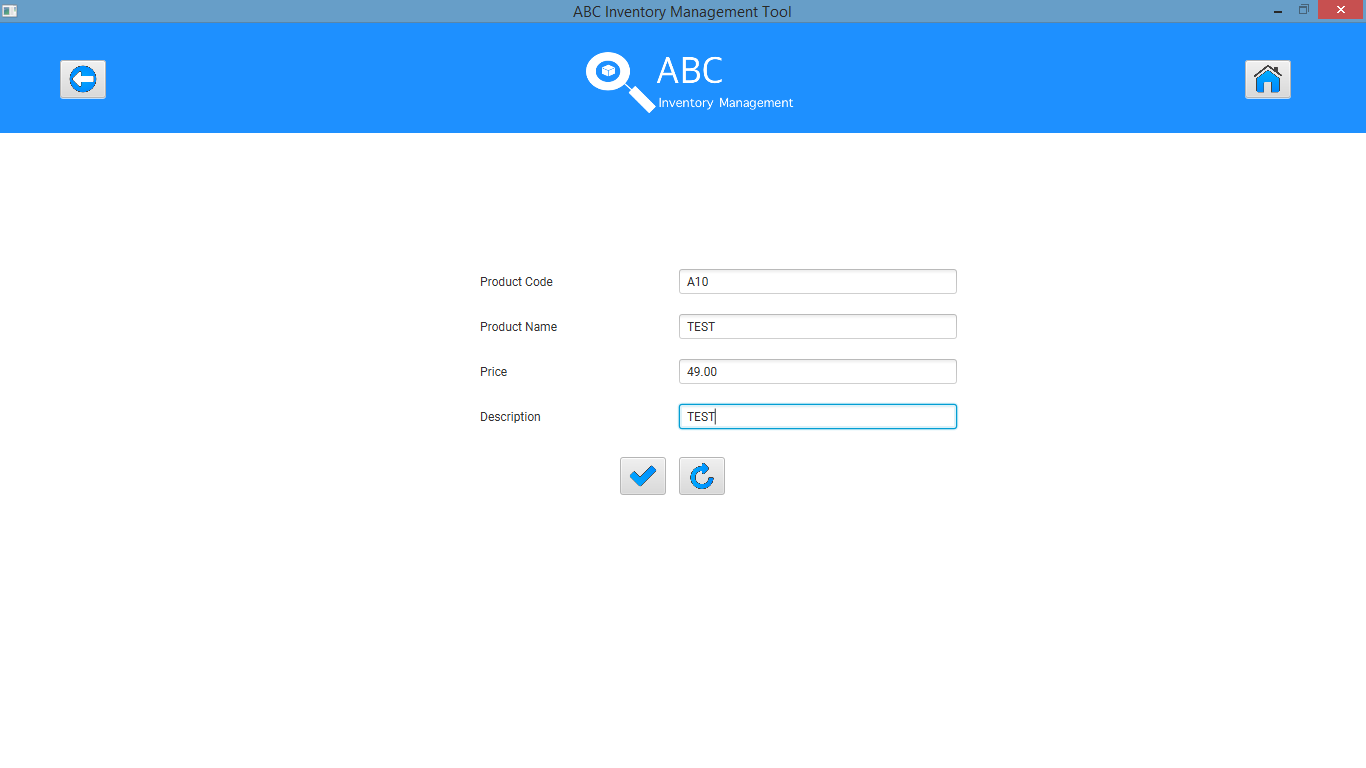 ABC Inventory Management Tool
ABC
Inventory Management
Product Code A10
Product Name TEST
Price 49.00
Description TEST